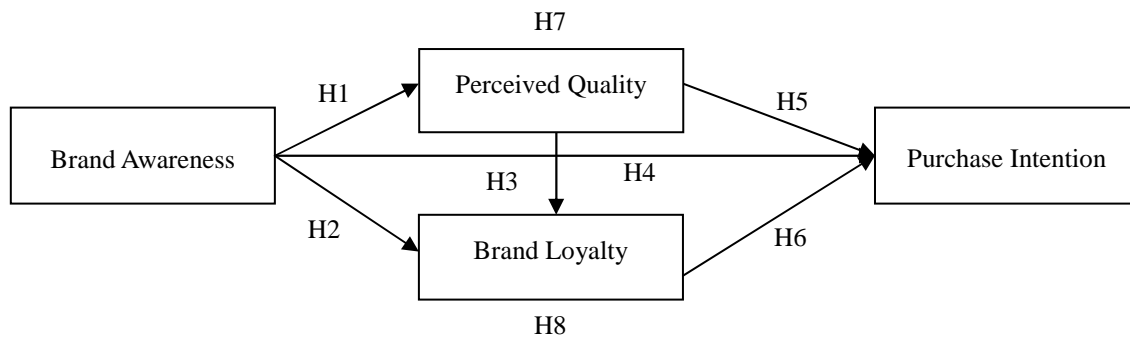 H7
Perceived Quality
H1
H5
Brand Awareness
Purchase Intention
H3
H4
H2
H6
Brand Loyalty
H8